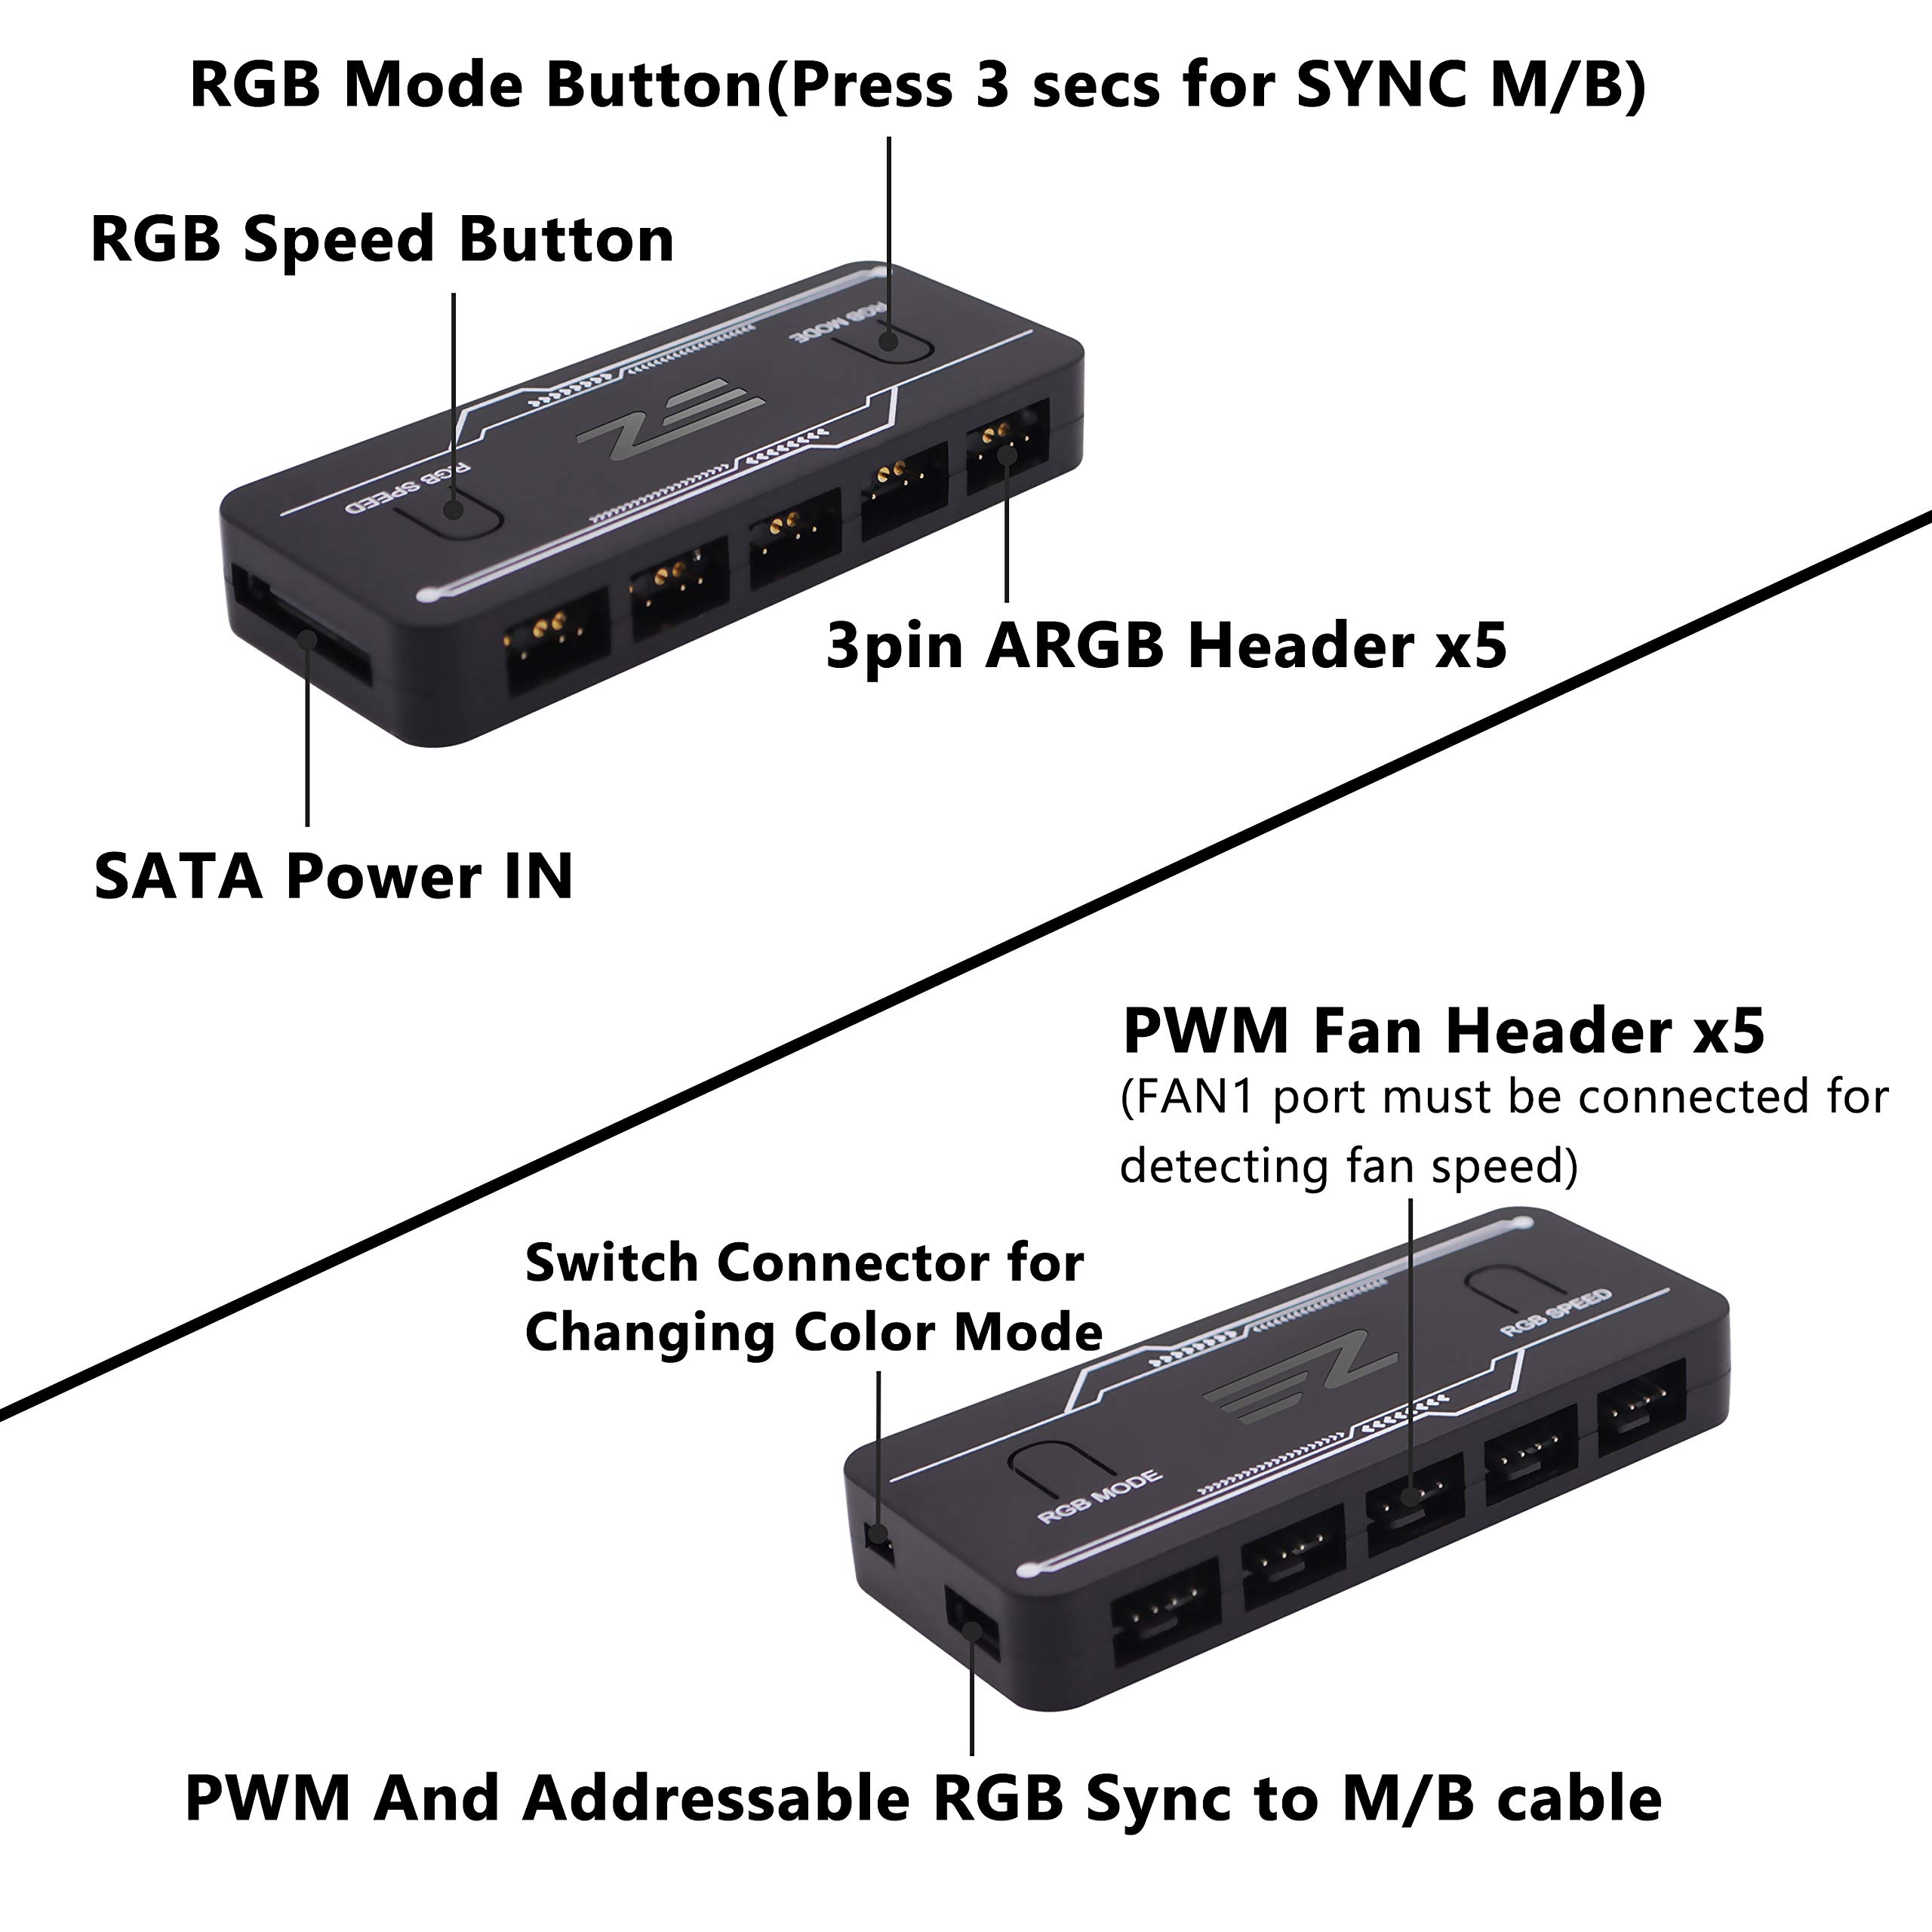 RGB Mode Button(Press 3 secs for SYNC M/B)
RGB Speed Button
RGB MODE
RGB SPEED
3pin ARGB Header x5
SATA Power IN
PWM Fan Header x5
(FAN1 port must be connected for
detecting fan speed)
Switch Connector for
Changing Color Mode
RGB SPEED
RGB MODE
PWM And Addressable RGB Sync to M/B cable